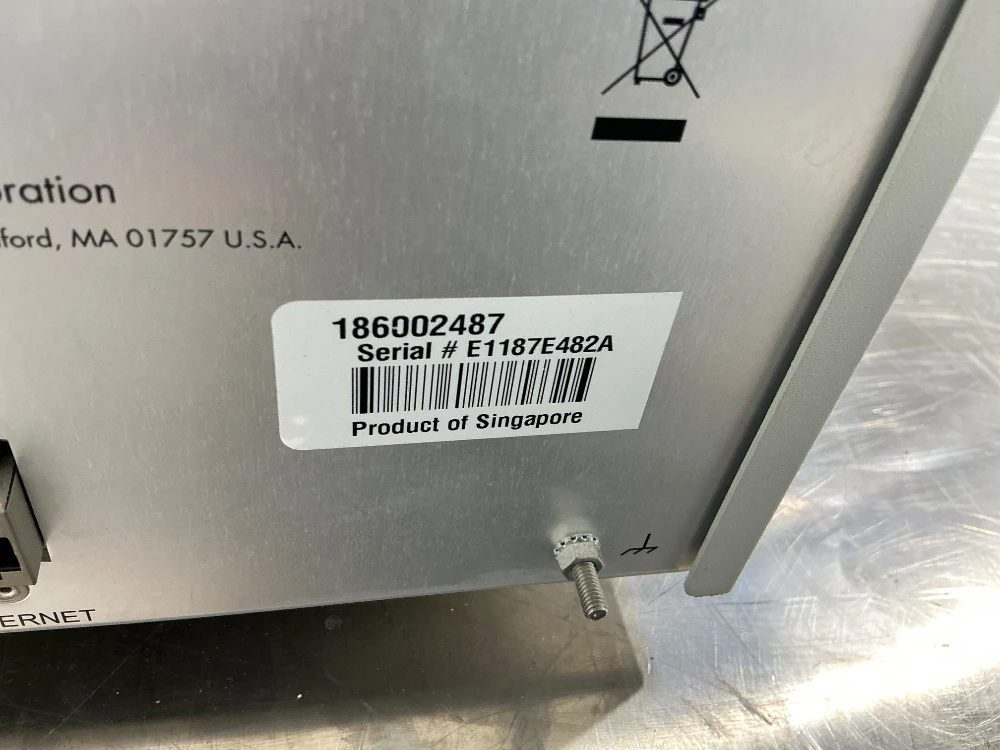 oration
ford, MA 01757 U.S.A.
186002487
Serial # E1187E482A
Product of Singapore
ERNET